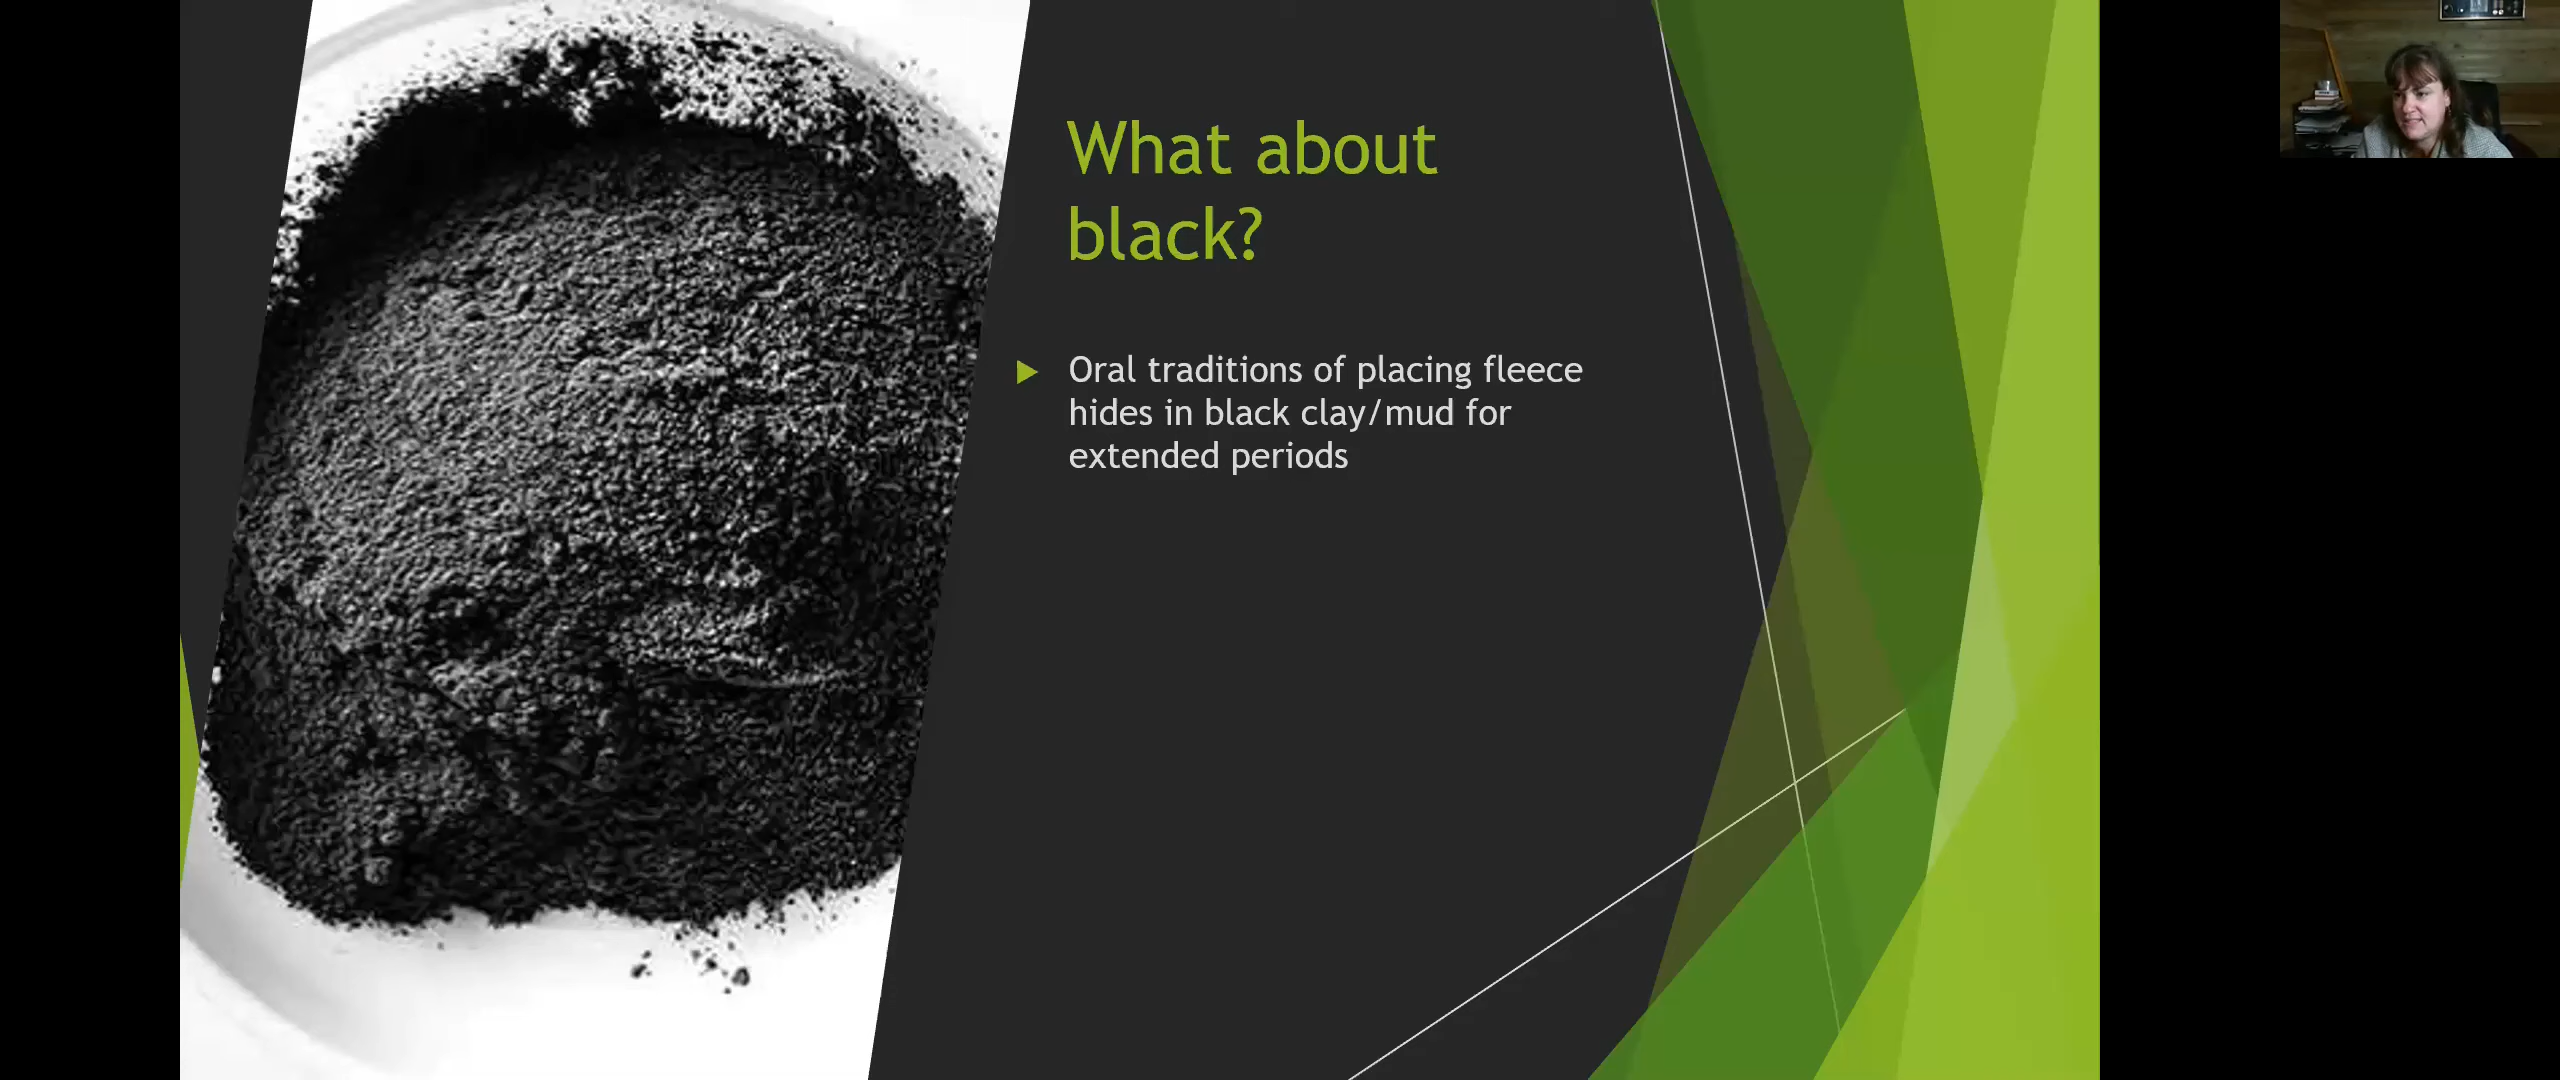 What about
black?
Oral traditions of placing fleece
hides in black clay/mud for
extended periods